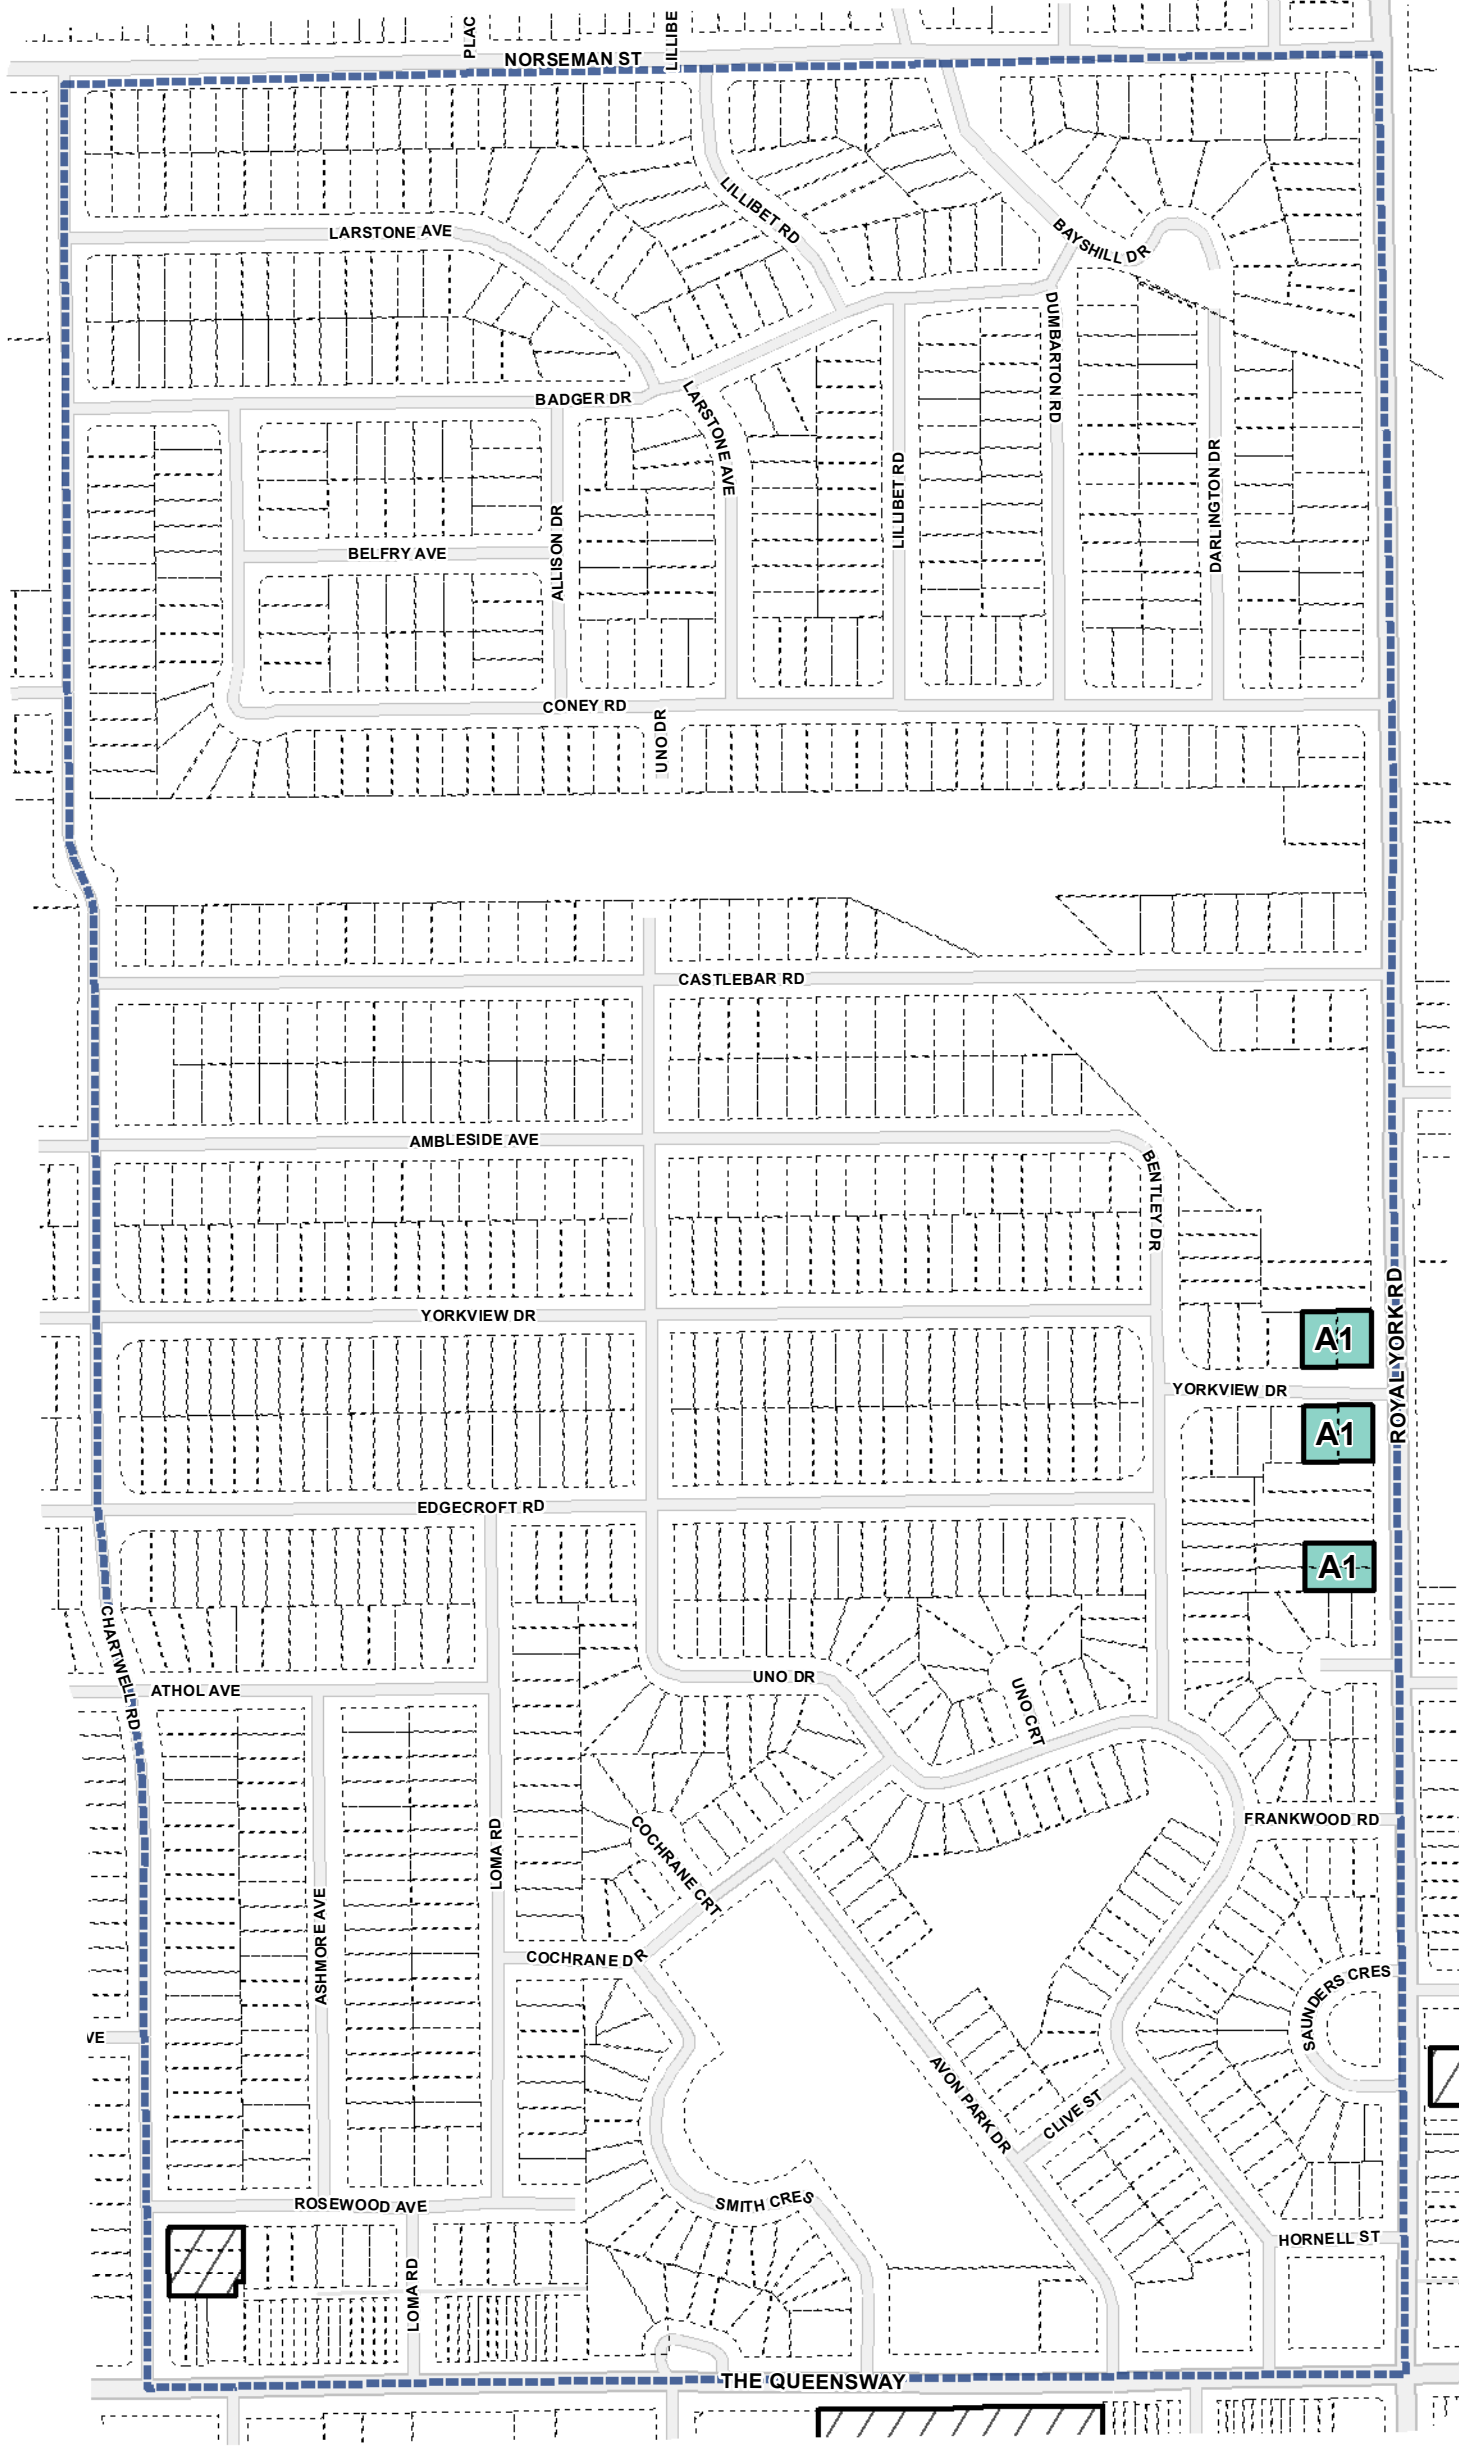 PLAC
LILLIBE
NORSEMAN ST
LILLIBET RD
LARSTONE AVE
BAYSHILL DR
DUMBARTON RD
BADGER DR
LARSTONE AVE
LILLIBET RD
DARLINGTON DR
ALLISON DR
BELFRY AVE
CONEY RD
UNO DR
CASTLEBAR RD
AMBLESIDE AVE
BENTLEY DR
YORKVIEW DR
ROYAL YORK RD
A1
YORKVIEW DR
A1
EDGECROFT RD
A1
CHARTWELL RD
UNO DR
ATHOL AVE
UNO CRT
FRANKWOOD RD
LOMA RD
COCHRANE CRT
ASHMORE AVE
COCHRANE DR
SAUNDERS CRES
VE
AVON PARK DR
CLIVE ST
SMITH CRES
ROSEWOOD AVE
HORNELL ST
LOMA RD
THE QUEENSWAY